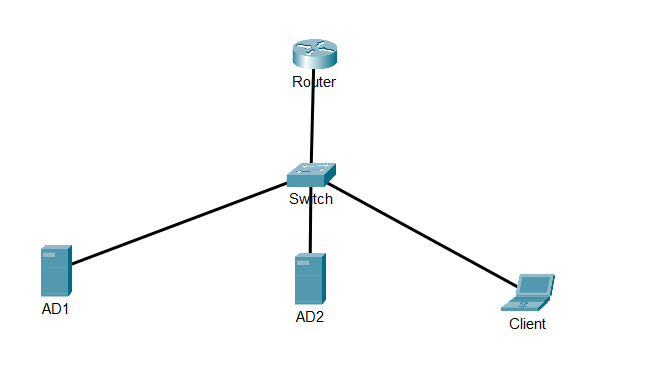 Router
Switch
AD1
AD2
Client